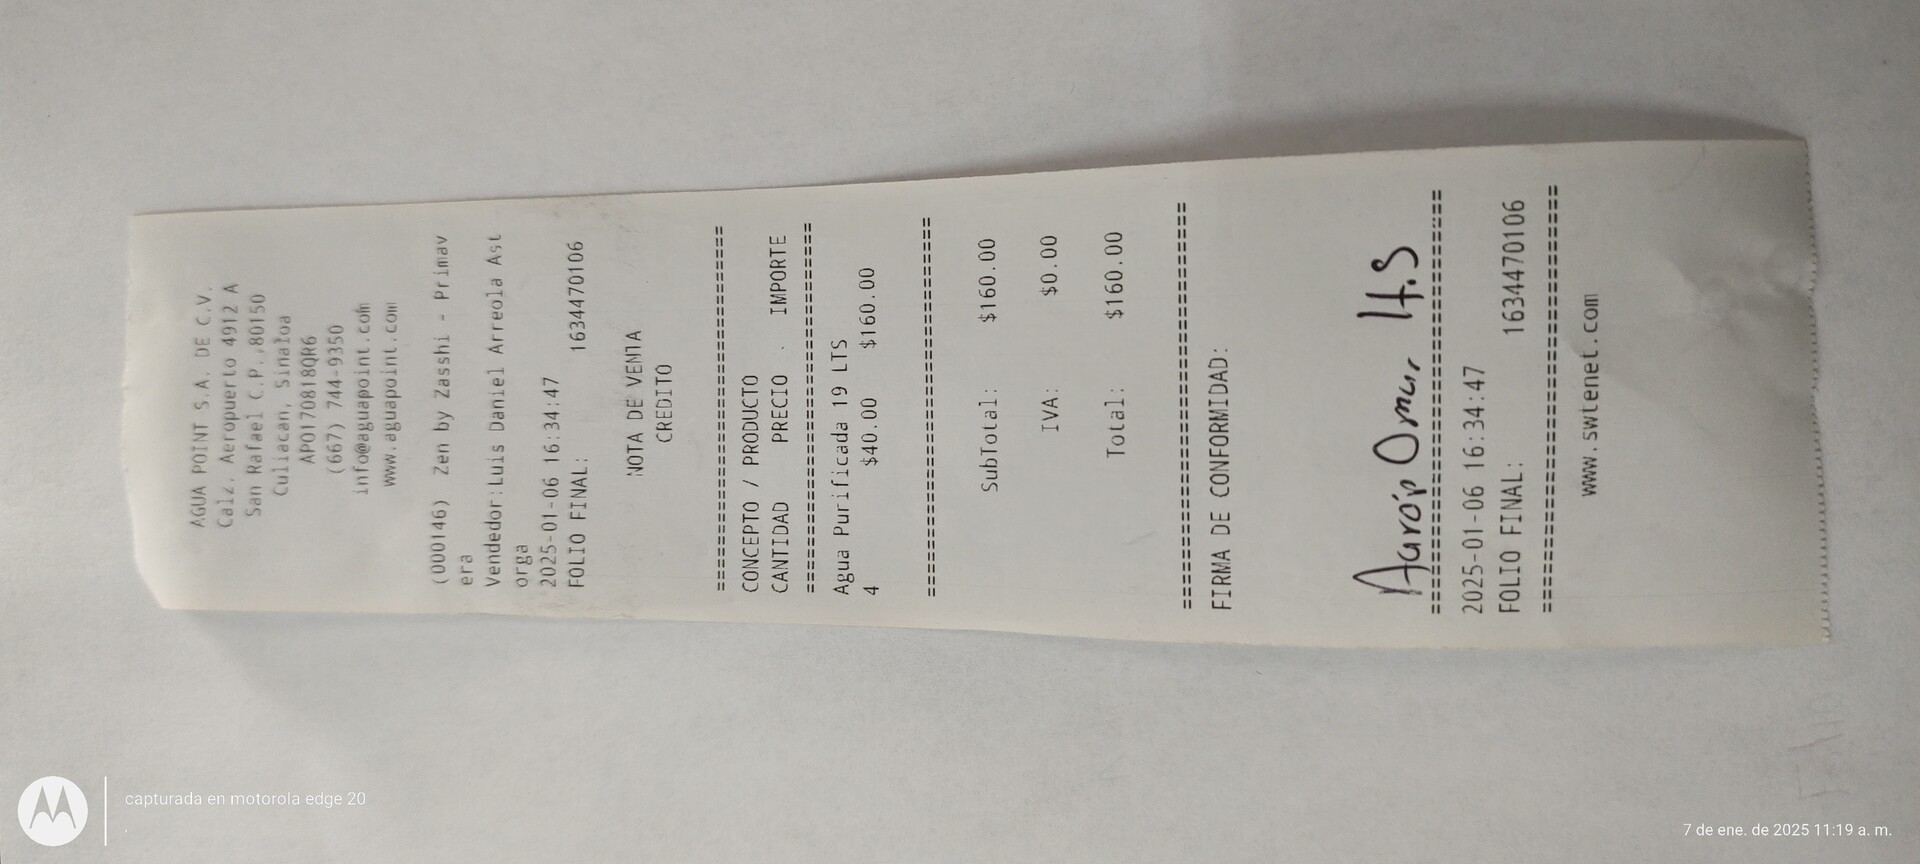 AGUA POINT S.A. DE C.V.
Calz. Aeropuerto 4912 A
San Rafael C.P.,80150
Culiacan, Sinaloa
APO170818QR6
(667) 744-9350
info@aguapoint.com
www.aguapoint.com
(000146) Zen by Zasshi - Primav
era
Vendedor:Luis Daniel Arreola Ast
orga
2025-01-06 16:34:47
FOLIO FINAL: 1634470106
NOTA DE VENTA
CREDITO
================================
CONCEPTO / PRODUCTO
CANTIDAD PRECIO . IMPORTE
================================
Agua Purificada 19 LTS
4 $40.00 $160.00
================================
SubTotal: $160.00
IVA: $0.00
Total: $160.00
================================
FIRMA DE CONFORMIDAD:
Aarón Omar H.S
================================
2025-01-06 16:34:47
FOLIO FINAL: 1634470106
================================
www.swtenet.com
capturada en motorola edge 20
7 de ene. de 2025 11:19 a. m.